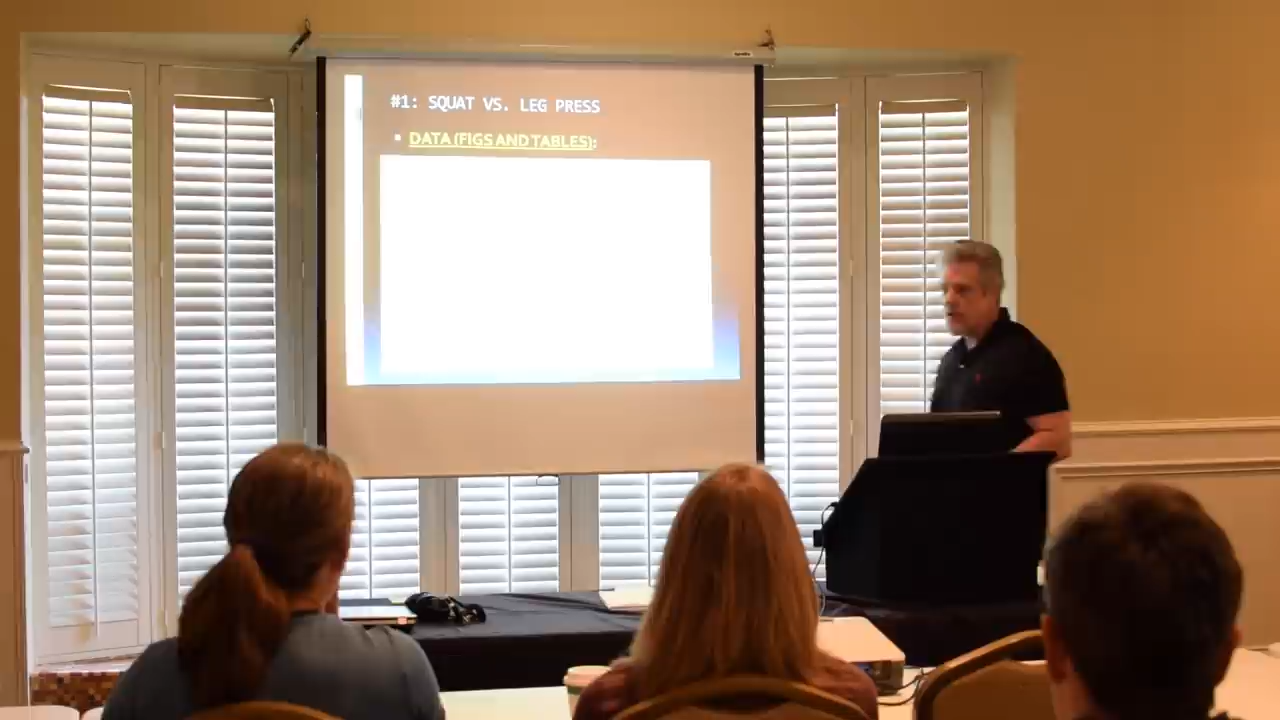 #1: SQUAT VS. LEG PRESS
• DATA (FIGS AND TABLES):